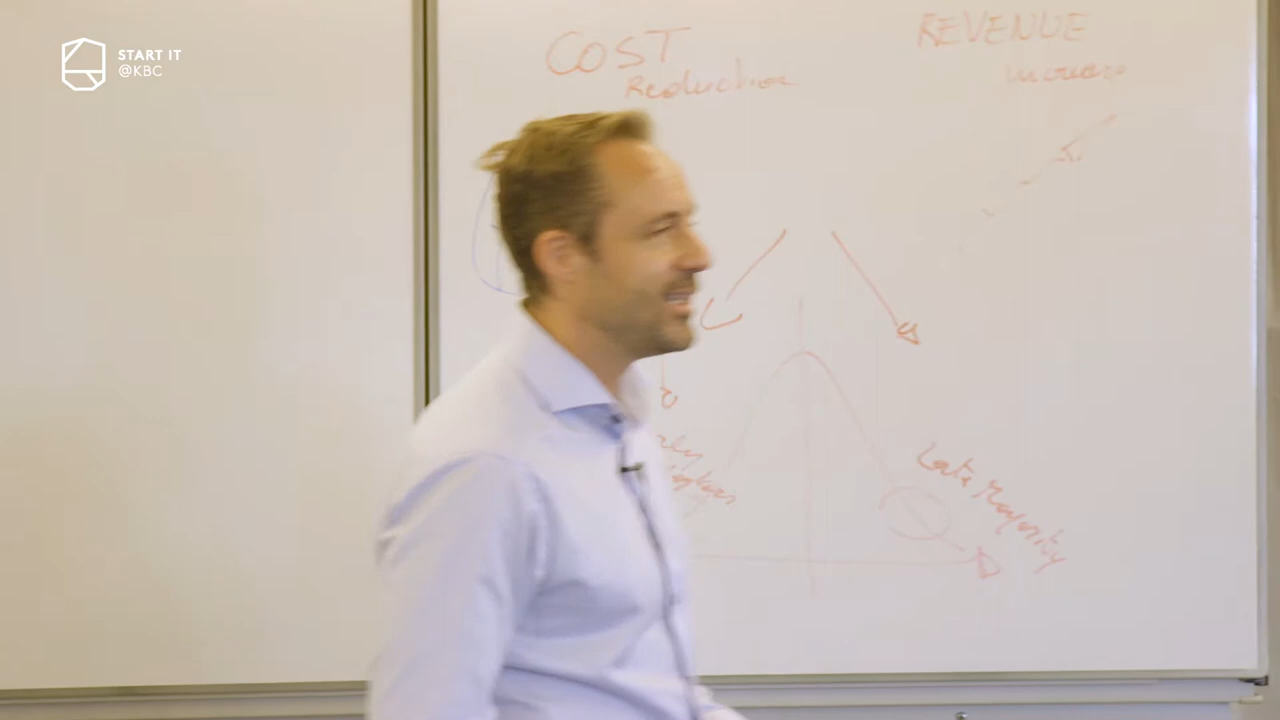 START IT
@KBC
COST
Reduction
REVENUE
increase
Late Majority